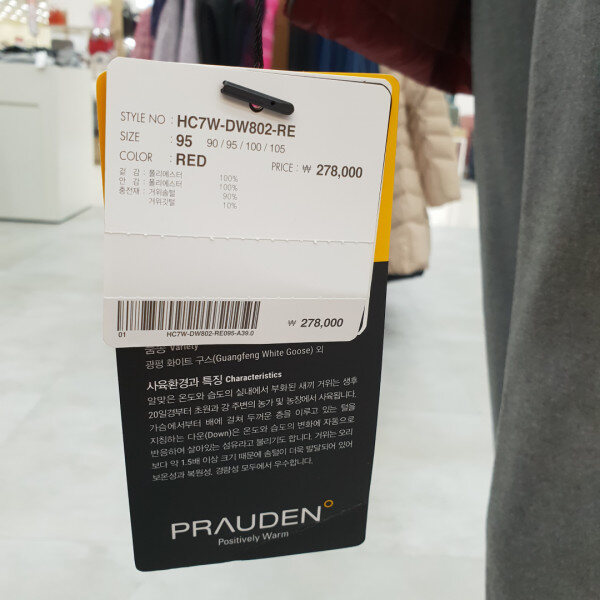 STYLE NO : HC7W-DW802-RE
SIZE : 95 90 / 95 / 100 / 105
COLOR : RED PRICE : ₩ 278,000
겉 감 : 폴리에스터 100%
안 감 : 폴리에스터 100%
충전재 : 거위솜털 90%
거위깃털 10%
01 HC7W-DW802-RE095-A39.0 ₩ 278,000
품종 Variety
광펑 화이트 구스(Guangfeng White Goose) 외
사육환경과 특징 Characteristics
알맞은 온도와 습도의 실내에서 부화된 새끼 거위는 생후
20일경부터 초원과 강 주변의 농가 및 농장에서 사육됩니다.
가슴에서부터 배에 걸쳐 두꺼운 층을 이루고 있는 털을
지칭하는 다운(Down)은 온도와 습도의 변화에 자동으로
반응하여 살아있는 섬유라고 불리기도 합니다. 거위는 오리
보다 약 1.5배 이상 크기 때문에 솜털이 더욱 발달되어 있어
보온성과 복원성, 경량성 모두에서 우수합니다.
PRAUDEN°
Positively Warm